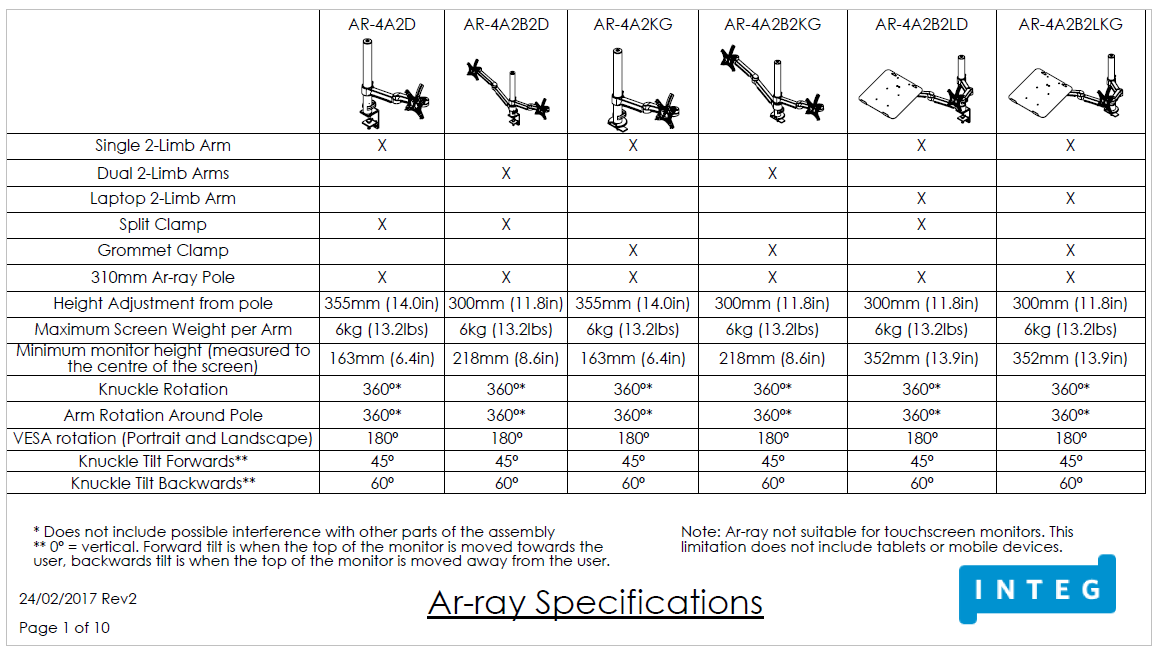 AR-4A2D AR-4A2B2D AR-4A2KG AR-4A2B2KG AR-4A2B2LD AR-4A2B2LKG
Single 2-Limb Arm X X X X
Dual 2-Limb Arms X X
Laptop 2-Limb Arm X X
Split Clamp X X X
Grommet Clamp X X X
310mm Ar-ray Pole X X X X X X
Height Adjustment from pole 355mm (14.0in) 300mm (11.8in) 355mm (14.0in) 300mm (11.8in) 300mm (11.8in) 300mm (11.8in)
Maximum Screen Weight per Arm 6kg (13.2lbs) 6kg (13.2lbs) 6kg (13.2lbs) 6kg (13.2lbs) 6kg (13.2lbs) 6kg (13.2lbs)
Minimum monitor height (measured to
the centre of the screen) 163mm (6.4in) 218mm (8.6in) 163mm (6.4in) 218mm (8.6in) 352mm (13.9in) 352mm (13.9in)
Knuckle Rotation 360º* 360º* 360º* 360º* 360º* 360º*
Arm Rotation Around Pole 360º* 360º* 360º* 360º* 360º* 360º*
VESA rotation (Portrait and Landscape) 180º 180º 180º 180º 180º 180º
Knuckle Tilt Forwards** 45º 45º 45º 45º 45º 45º
Knuckle Tilt Backwards** 60º 60º 60º 60º 60º 60º
* Does not include possible interference with other parts of the assembly
** 0º = vertical. Forward tilt is when the top of the monitor is moved towards the
user, backwards tilt is when the top of the monitor is moved away from the user.
Note: Ar-ray not suitable for touchscreen monitors. This
limitation does not include tablets or mobile devices.
24/02/2017 Rev2
Page 1 of 10
Ar-ray Specifications
INTEG